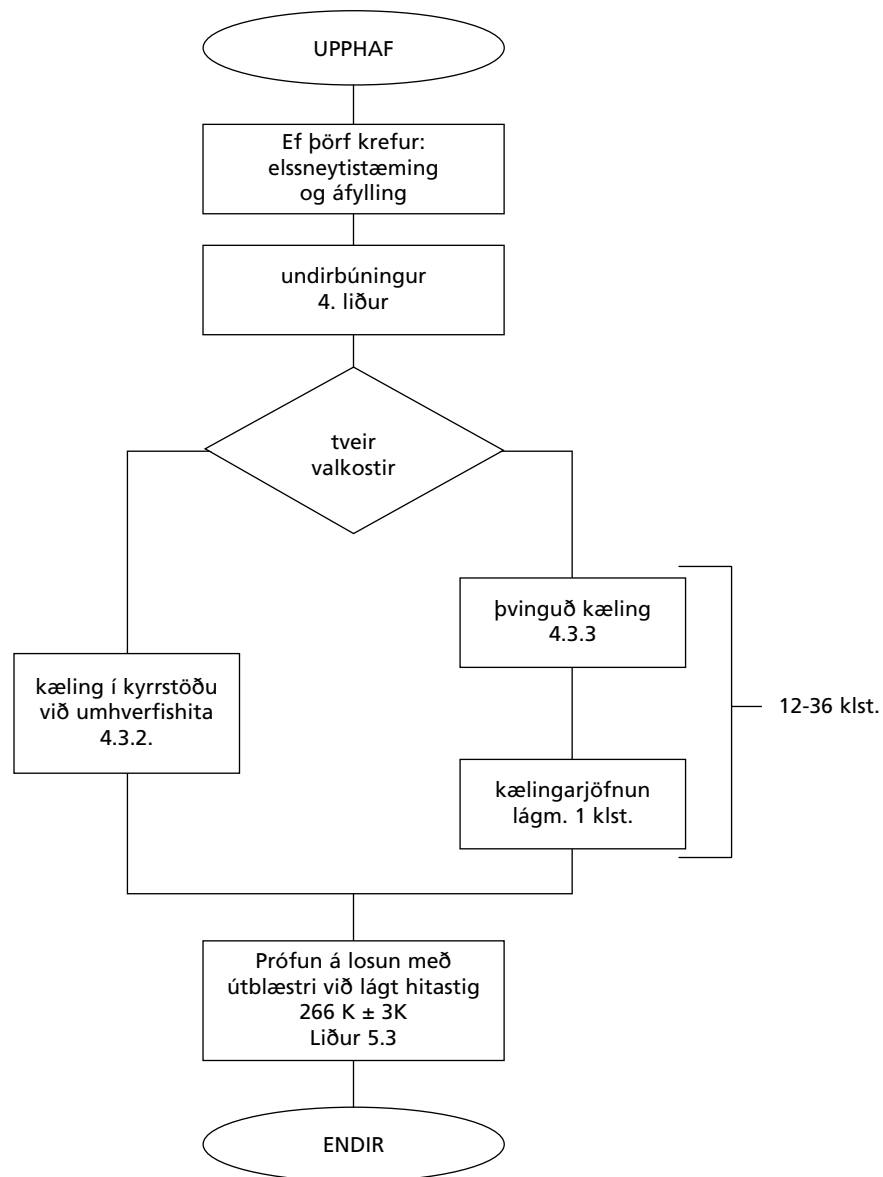 UPPHAF
Ef þörf krefur:
elssneytistæming
og áfylling
undirbúningur
4. liður
tveir
valkostir
kæling í kyrrstöðu
við umhverfishita
4.3.2.
þvinguð kæling
4.3.3
kælingarjöfnun
lágm. 1 klst.
12-36 klst.
Prófun á losun með
útblæstri við lágt hitastig
266 K ± 3K
Liður 5.3
ENDIR